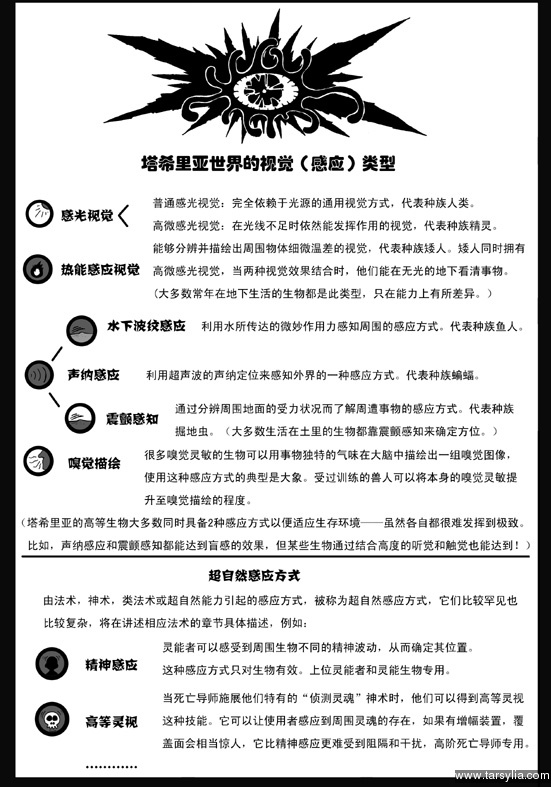 塔希里亚世界的视觉（感应）类型
感光视觉
普通感光视觉：完全依赖于光源的通用视觉方式，代表种族人类。
高微感光视觉：在光线不足时依然能发挥作用的视觉，代表种族精灵。
热能感应视觉
能够分辨并描绘出周围物体细微温差的视觉，代表种族矮人。矮人同时拥有
高微感光视觉，当两种视觉效果结合时，他们能在无光的地下看清事物。
（大多数常年在地下生活的生物都是此类型，只在能力上有所差异。）
水下波纹感应
利用水所传达的微妙作用力感知周围的感应方式。代表种族鱼人。
声纳感应
利用超声波的声纳定位来感知外界的一种感应方式。代表种族蝙蝠。
震颤感知
通过分辨周围地面的受力状况而了解周遭事物的感应方式。代表种族
掘地虫。（大多数生活在土里的生物都靠震颤感知来确定方位。）
嗅觉描绘
很多嗅觉灵敏的生物可以用事物独特的气味在大脑中描绘出一组嗅觉图像，
使用这种感应方式的典型是大象。受过训练的兽人可以将本身的嗅觉灵敏提
升至嗅觉描绘的程度。
（塔希里亚的高等生物大多数同时具备2种感应方式以便适应生存环境——虽然各自都很难发挥到极致。
比如，声纳感应和震颤感知都能达到盲感的效果，但某些生物通过结合高度的听觉和触觉也能达到！）
超自然感应方式
由法术，神术，类法术或超自然能力引起的感应方式，被称为超自然感应方式，它们比较罕见也
比较复杂，将在讲述相应法术的章节具体描述，例如：
精神感应
灵能者可以感受到周围生物不同的精神波动，从而确定其位置。
这种感应方式只对生物有效。上位灵能者和灵能生物专用。
高等灵视
当死亡导师施展他们特有的“侦测灵魂”神术时，他们可以得到高等灵视
这种技能。它可以让使用者感应到周围灵魂的存在，如果有增幅装置，覆
盖面会相当惊人，它比精神感应更难受到阻隔和干扰，高阶死亡导师专用。
…………
www.tarsylia.com